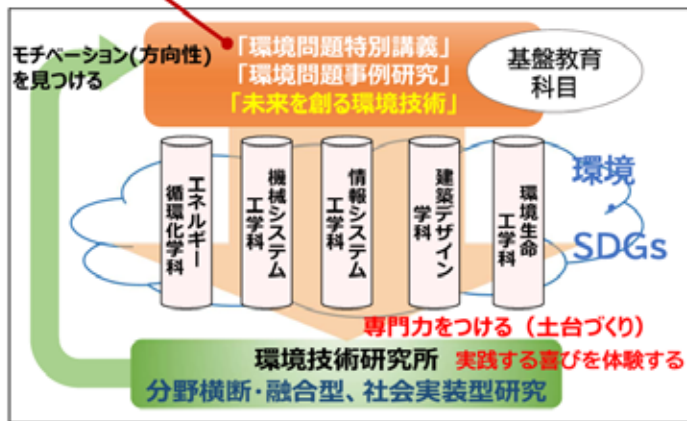 モチベーション(方向性)
を見つける
「環境問題特別講義」
「環境問題事例研究」
「未来を創る環境技術」
基盤教育
科目
エネルギー
循環化学科
機械システム
工学科
情報システム
工学科
建築デザイン
学科
環境生命
工学科
環境
・
SDGs
専門力をつける（土台づくり）
環境技術研究所
実践する喜びを体験する
分野横断・融合型、社会実装型研究